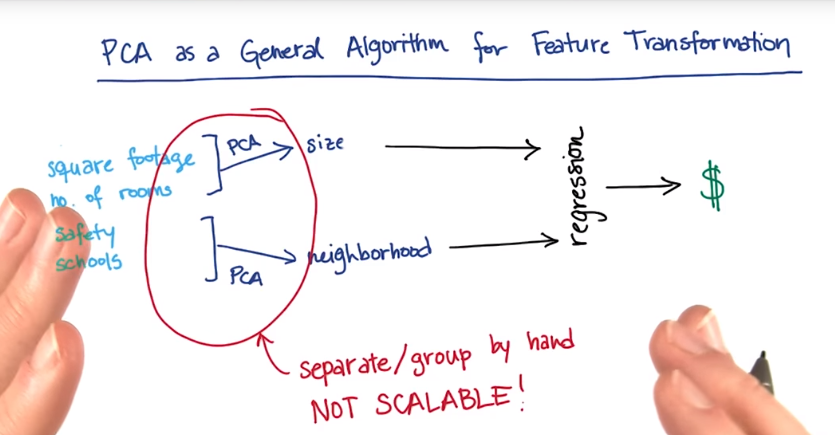 PCA as a General Algorithm for Feature Transformation
square footage
no. of rooms
safety
schools
PCA
size
PCA
neighborhood
regression
$
separate/group by hand
NOT SCALABLE!